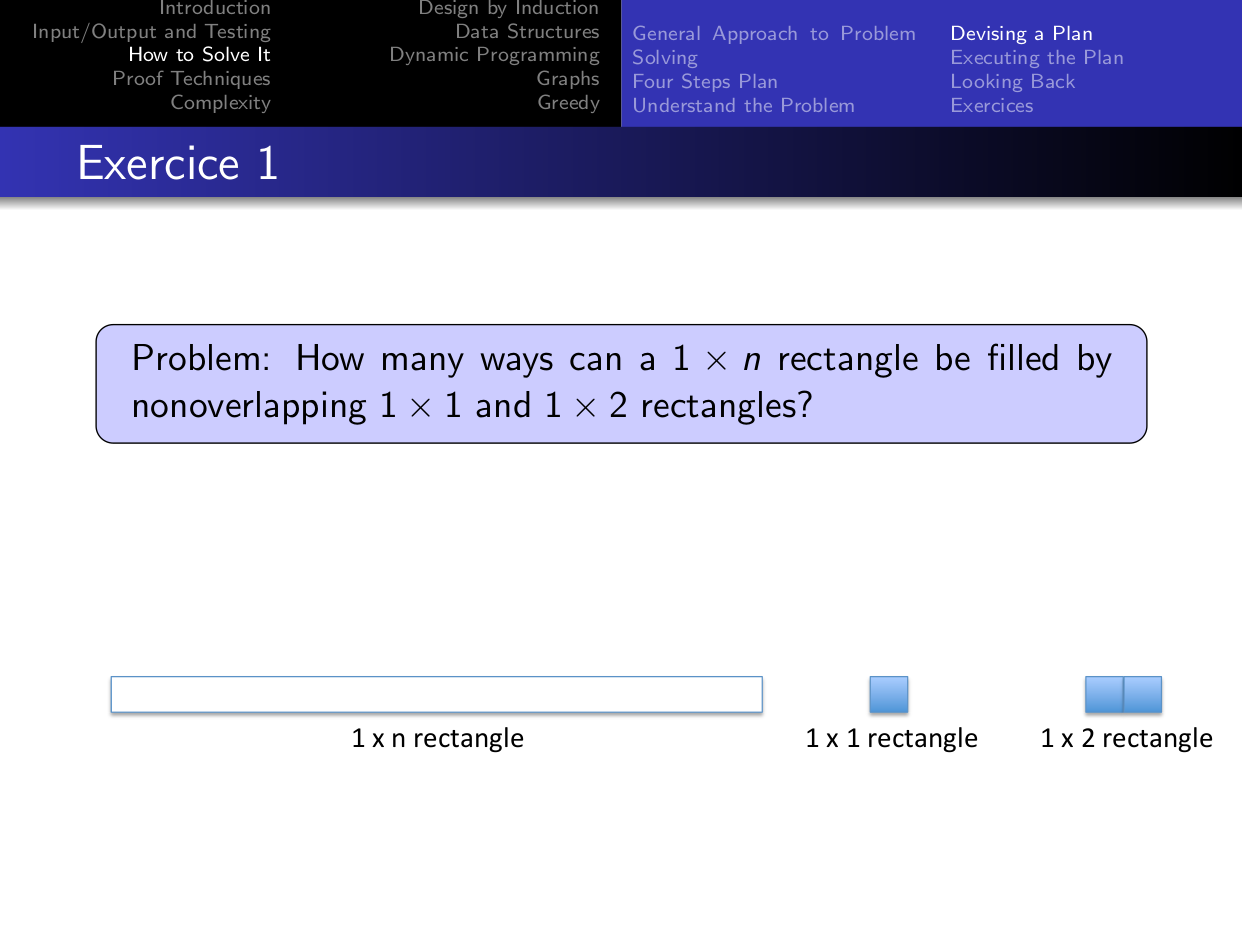 Introduction
Input/Output and Testing
How to Solve It
Proof Techniques
Complexity
Design by Induction
Data Structures
Dynamic Programming
Graphs
Greedy
General Approach to Problem
Solving
Four Steps Plan
Understand the Problem
Devising a Plan
Executing the Plan
Looking Back
Exercices
Exercice 1
Problem: How many ways can a 1 × n rectangle be filled by
nonoverlapping 1 × 1 and 1 × 2 rectangles?
1 x n rectangle
1 x 1 rectangle
1 x 2 rectangle